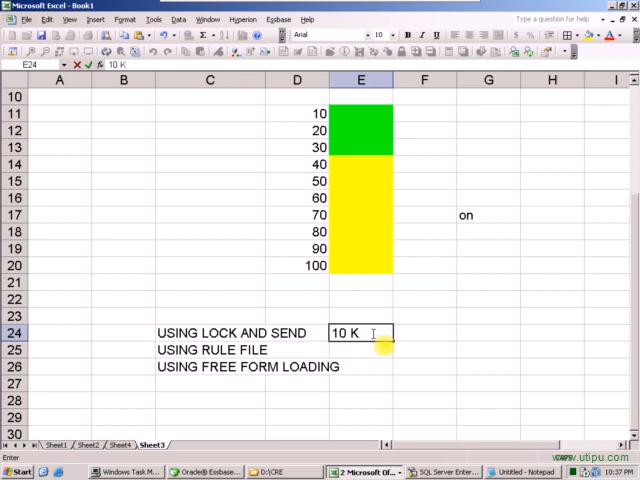 Microsoft Excel - Book1
File Edit View Insert Format Tools Data Window Hyperion Essbase Help Type a question for help
Arial 10 B I U
E24 10 K
A B C D E F G H I
10
11 10
12 20
13 30
14 40
15 50
16 60
17 70 on
18 80
19 90
20 100
21
22
23
24 USING LOCK AND SEND 10 K
25 USING RULE FILE
26 USING FREE FORM LOADING
27
28
29
30
Sheet1 Sheet2 Sheet4 Sheet3
Enter
www.utipu.com
Start Windows Task M... Oracle® Essbase... D:\CRE 2 Microsoft Of... SQL Server Enter... Untitled - Notepad 10:37 PM